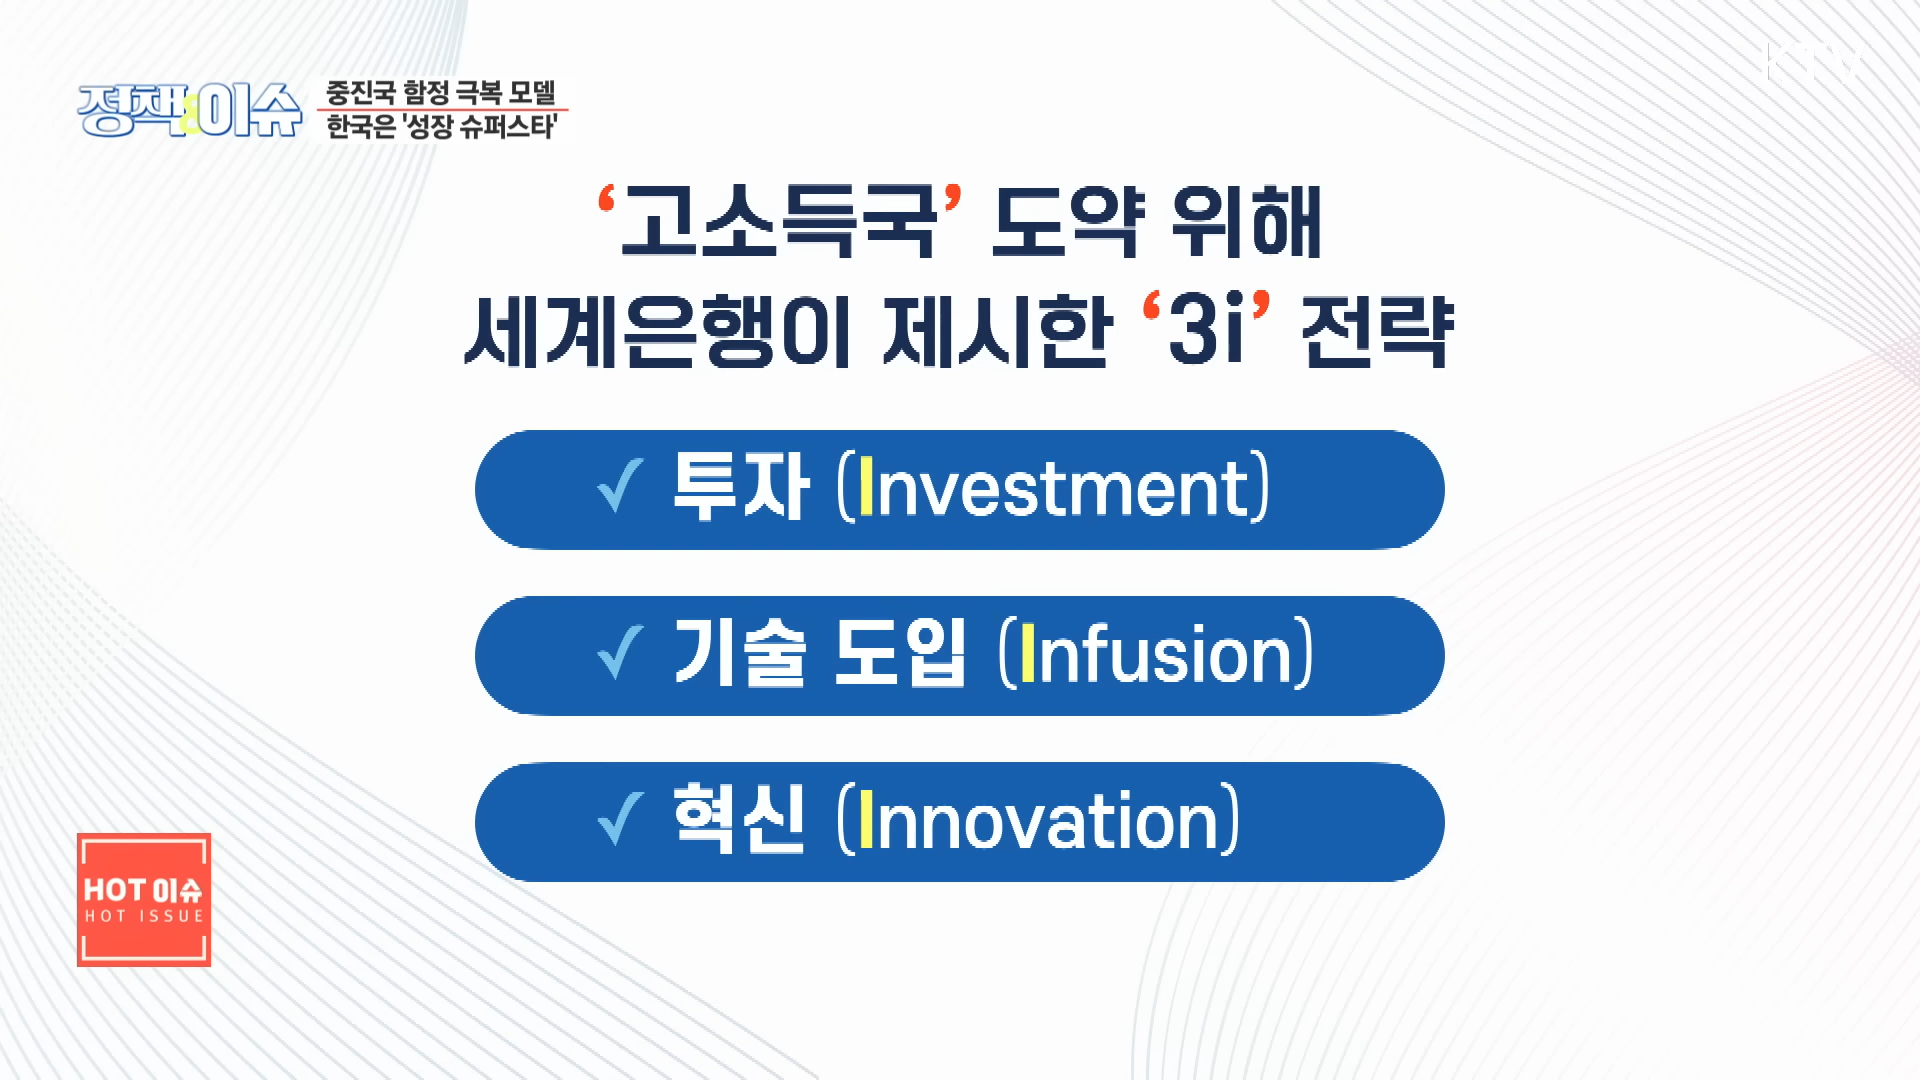 정책&이슈
중진국 함정 극복 모델
한국은 '성장 슈퍼스타'
KTV
‘고소득국’ 도약 위해
세계은행이 제시한 ‘3i’ 전략
✓ 투자 (Investment)
✓ 기술 도입 (Infusion)
✓ 혁신 (Innovation)
HOT 이슈
HOT ISSUE